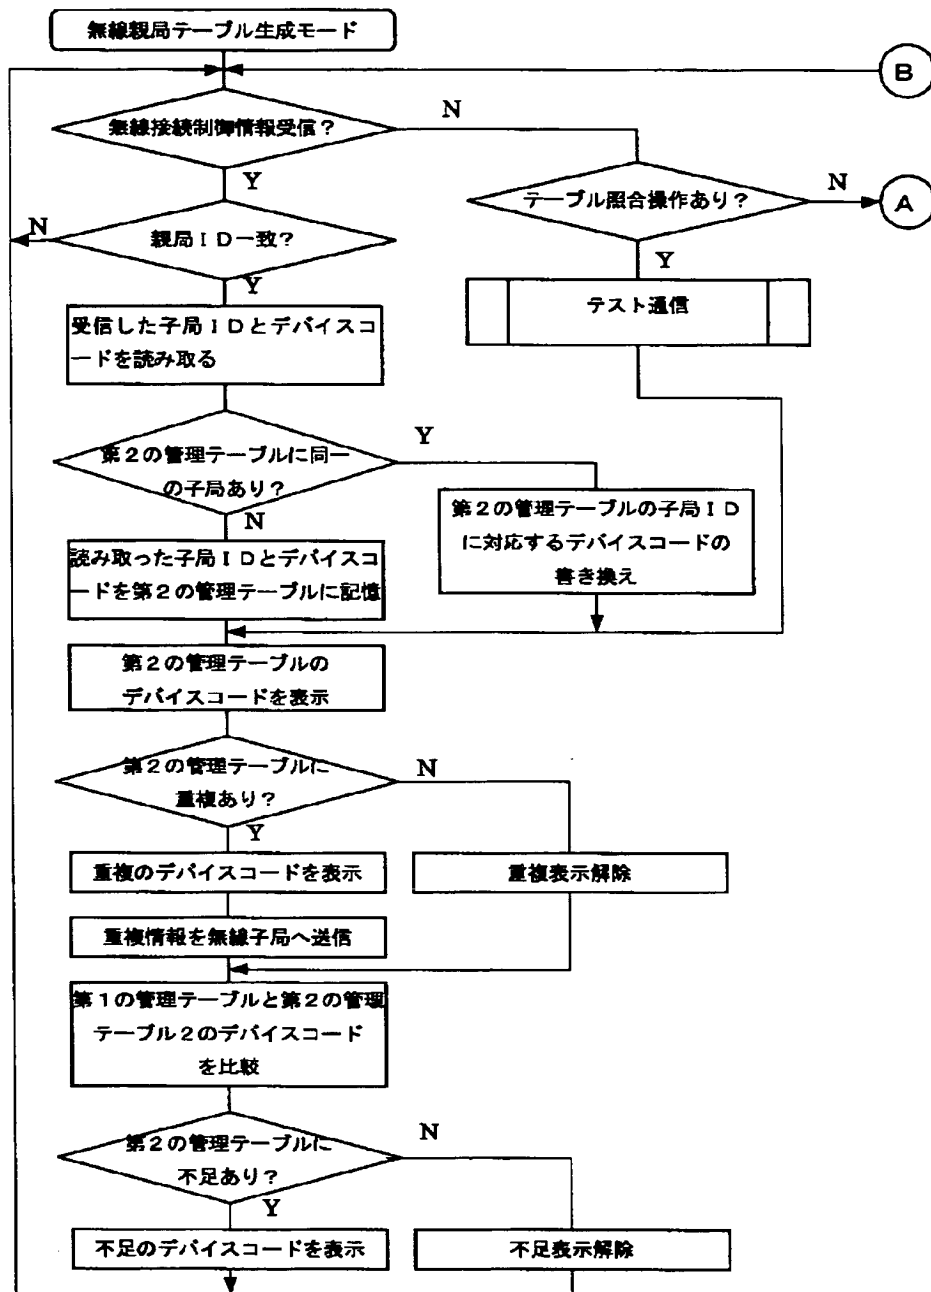 無線親局テーブル生成モード
B
無線接続制御情報受信?
N
Y
テーブル照合操作あり?
N
A
N
親局ID一致?
Y
Y
テスト通信
受信した子局IDとデバイスコ
ードを読み取る
第2の管理テーブルに同一
の子局あり?
Y
N
第2の管理テーブルの子局ID
に対応するデバイスコードの
書き換え
読み取った子局IDとデバイスコ
ードを第2の管理テーブルに記憶
第2の管理テーブルの
デバイスコードを表示
第2の管理テーブルに
重複あり?
N
Y
重複のデバイスコードを表示
重複表示解除
重複情報を無線子局へ送信
第1の管理テーブルと第2の管理
テーブル2のデバイスコード
を比較
第2の管理テーブルに
不足あり?
N
Y
不足のデバイスコードを表示
不足表示解除